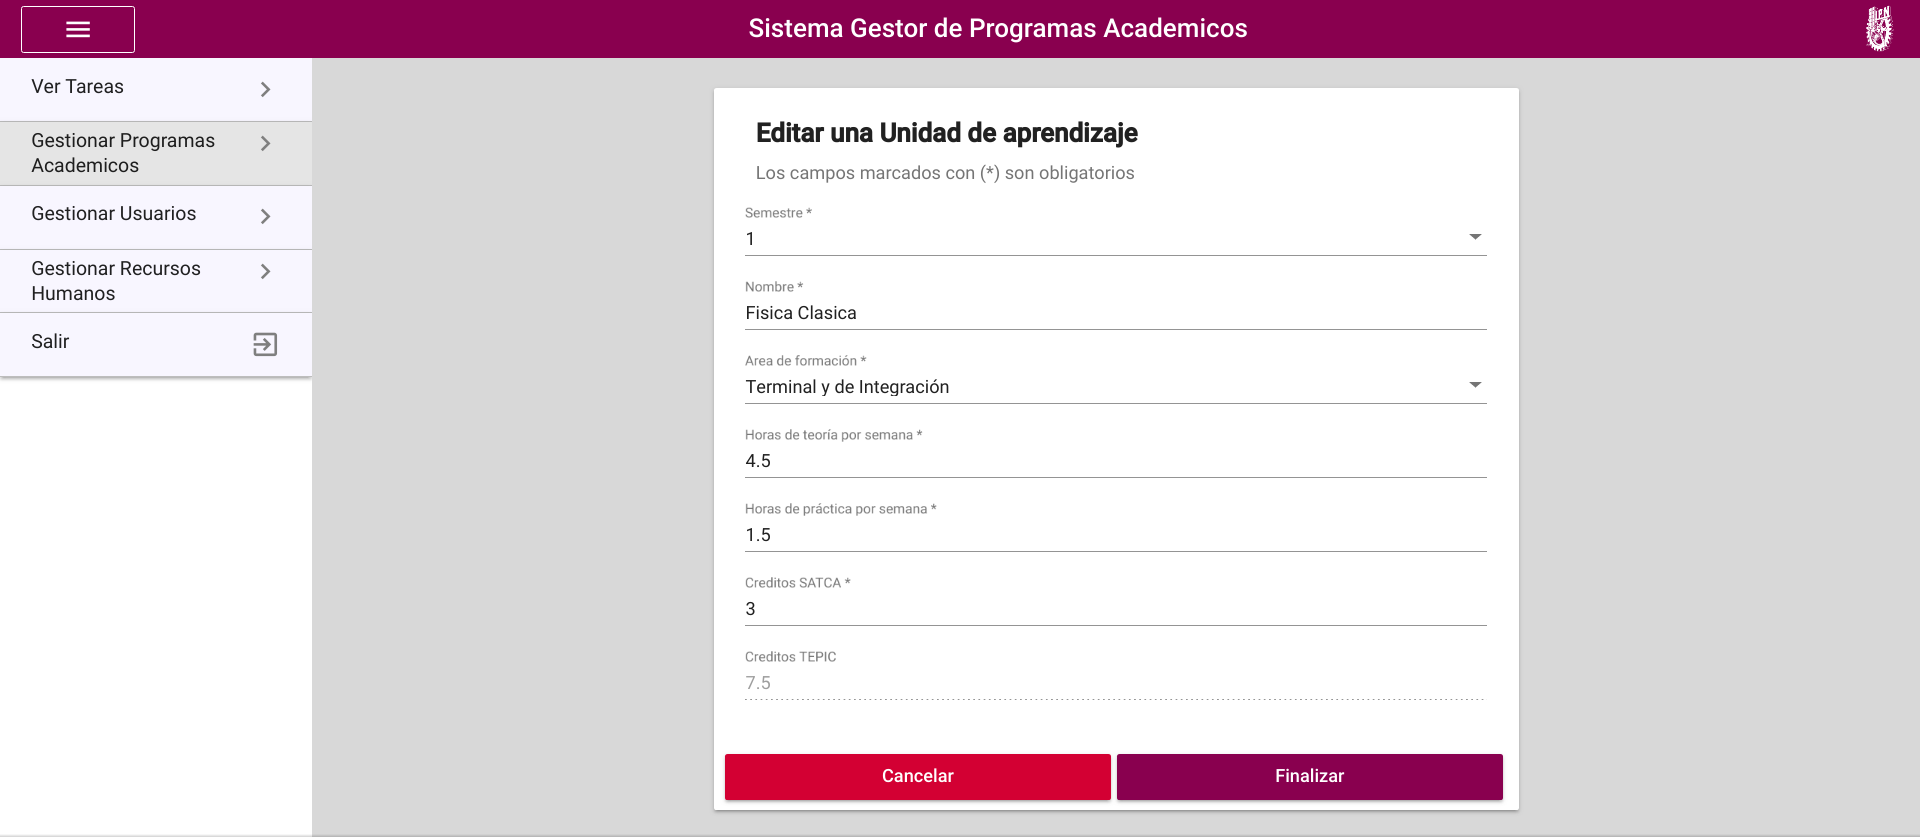 Sistema Gestor de Programas Academicos
Ver Tareas
Gestionar Programas
Academicos
Gestionar Usuarios
Gestionar Recursos
Humanos
Salir
Editar una Unidad de aprendizaje
Los campos marcados con (*) son obligatorios
Semestre *
1
Nombre *
Fisica Clasica
Area de formación *
Terminal y de Integración
Horas de teoría por semana *
4.5
Horas de práctica por semana *
1.5
Creditos SATCA *
3
Creditos TEPIC
7.5
Cancelar
Finalizar